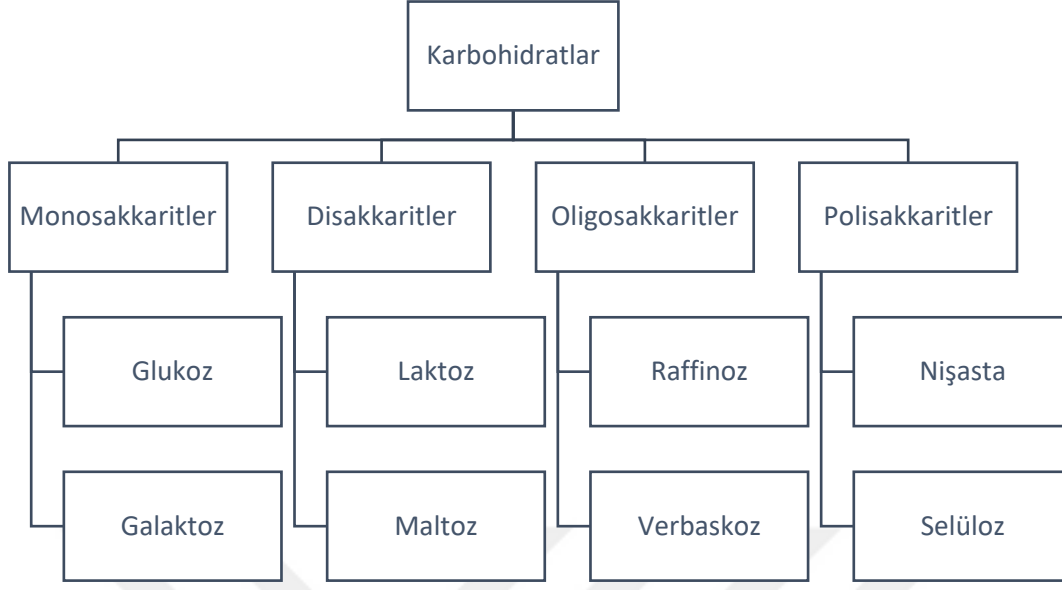 Karbohidratlar
Monosakkaritler
Disakkaritler
Oligosakkaritler
Polisakkaritler
Glukoz
Laktoz
Raffinoz
Nişasta
Galaktoz
Maltoz
Verbaskoz
Selüloz